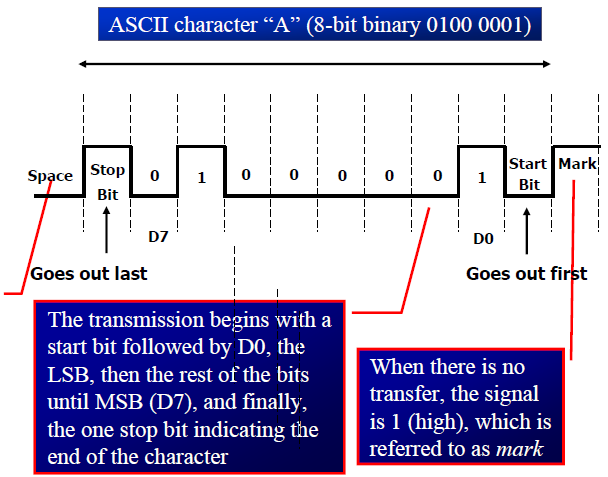 ASCII character “A” (8-bit binary 0100 0001)
Space Stop Bit 0 1 0 0 0 0 0 1 Start Bit Mark
D7 D0
Goes out last Goes out first
The transmission begins with a
start bit followed by D0, the
LSB, then the rest of the bits
until MSB (D7), and finally,
the one stop bit indicating the
end of the character
When there is no
transfer, the signal
is 1 (high), which is
referred to as mark